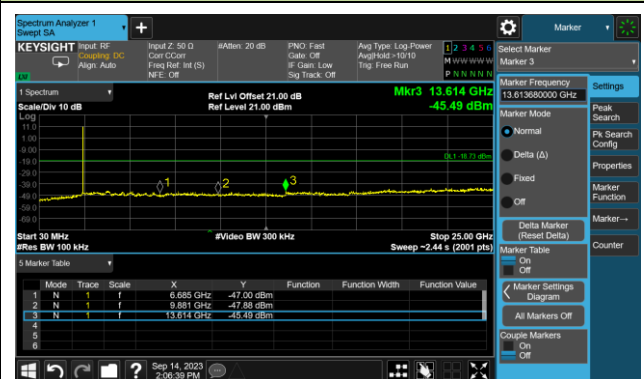 Spectrum Analyzer 1
Swept SA
Marker
KEYSIGHT
Input: RF
Coupling: DC
Align: Auto
Input Z: 50 Ω
Corr CCorr
Freq Ref: Int (S)
NFE: Off
#Atten: 20 dB
PNO: Fast
Gate: Off
IF Gain: Low
Sig Track: Off
Avg Type: Log-Power
Avg|Hold:>10/10
Trig: Free Run
1 2 3 4 5 6
M W W W W W
P N N N N N
LVI
Select Marker
Marker 3
1 Spectrum
Scale/Div 10 dB
Log
Ref Lvl Offset 21.00 dB
Ref Level 21.00 dBm
Mkr3 13.614 GHz
-45.49 dBm
11.0
1.00
-9.00
-19.0
-29.0
-39.0
-49.0
-59.0
-69.0
DL1 -18.73 dBm
1
2
3
Start 30 MHz
#Res BW 100 kHz
#Video BW 300 kHz
Stop 25.00 GHz
Sweep ~2.44 s (2001 pts)
5 Marker Table
Mode Trace Scale X Y Function Function Width Function Value
1 N 1 f 6.685 GHz -47.00 dBm
2 N 1 f 9.881 GHz -47.88 dBm
3 N 1 f 13.614 GHz -45.49 dBm
4
5
6
Marker Frequency
13.613680000 GHz
Marker Mode
Normal
Delta (Δ)
Fixed
Off
Delta Marker
(Reset Delta)
Marker Table
On
Off
Marker Settings
Diagram
All Markers Off
Couple Markers
On
Off
Settings
Peak
Search
Pk Search
Config
Properties
Marker
Function
Marker→
Counter
Sep 14, 2023
2:06:39 PM